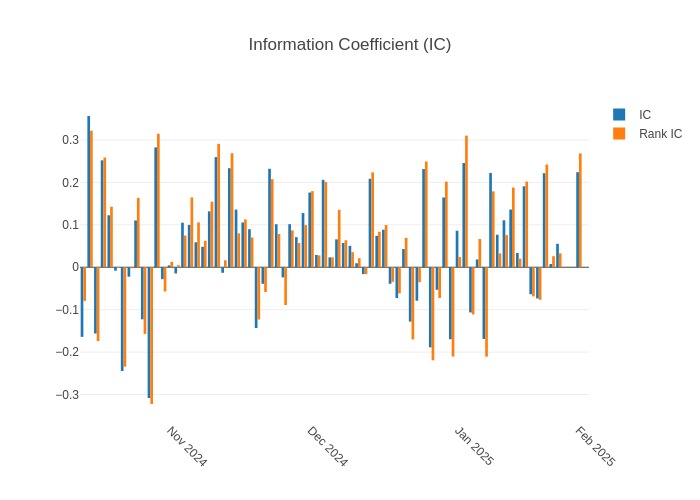 Information Coefficient (IC)
IC
Rank IC
0.3
0.2
0.1
0
−0.1
−0.2
−0.3
Nov 2024
Dec 2024
Jan 2025
Feb 2025